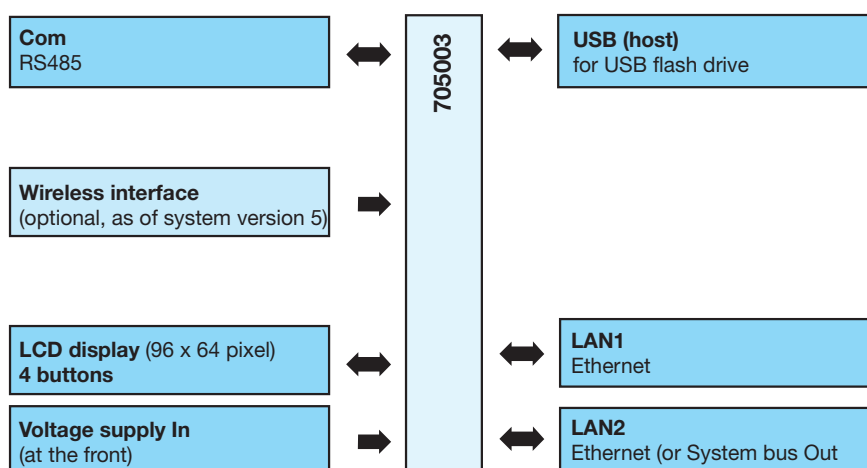 Com
RS485
Wireless interface
(optional, as of system version 5)
LCD display (96 x 64 pixel)
4 buttons
Voltage supply In
(at the front)
705003
USB (host)
for USB flash drive
LAN1
Ethernet
LAN2
Ethernet (or System bus Out